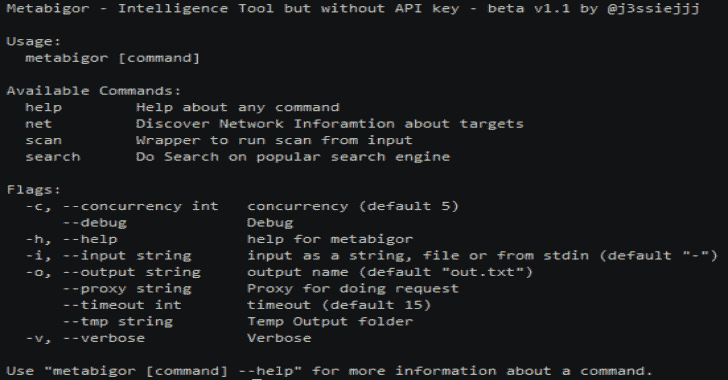 Metabigor - Intelligence Tool but without API key - beta v1.1 by @j3ssiejjj
Usage:
metabigor [command]
Available Commands:
help Help about any command
net Discover Network Inforamtion about targets
scan Wrapper to run scan from input
search Do Search on popular search engine
Flags:
-c, --concurrency int concurrency (default 5)
--debug Debug
-h, --help help for metabigor
-i, --input string input as a string, file or from stdin (default "-")
-o, --output string output name (default "out.txt")
--proxy string Proxy for doing request
--timeout int timeout (default 15)
--tmp string Temp Output folder
-v, --verbose Verbose
Use "metabigor [command] --help" for more information about a command.